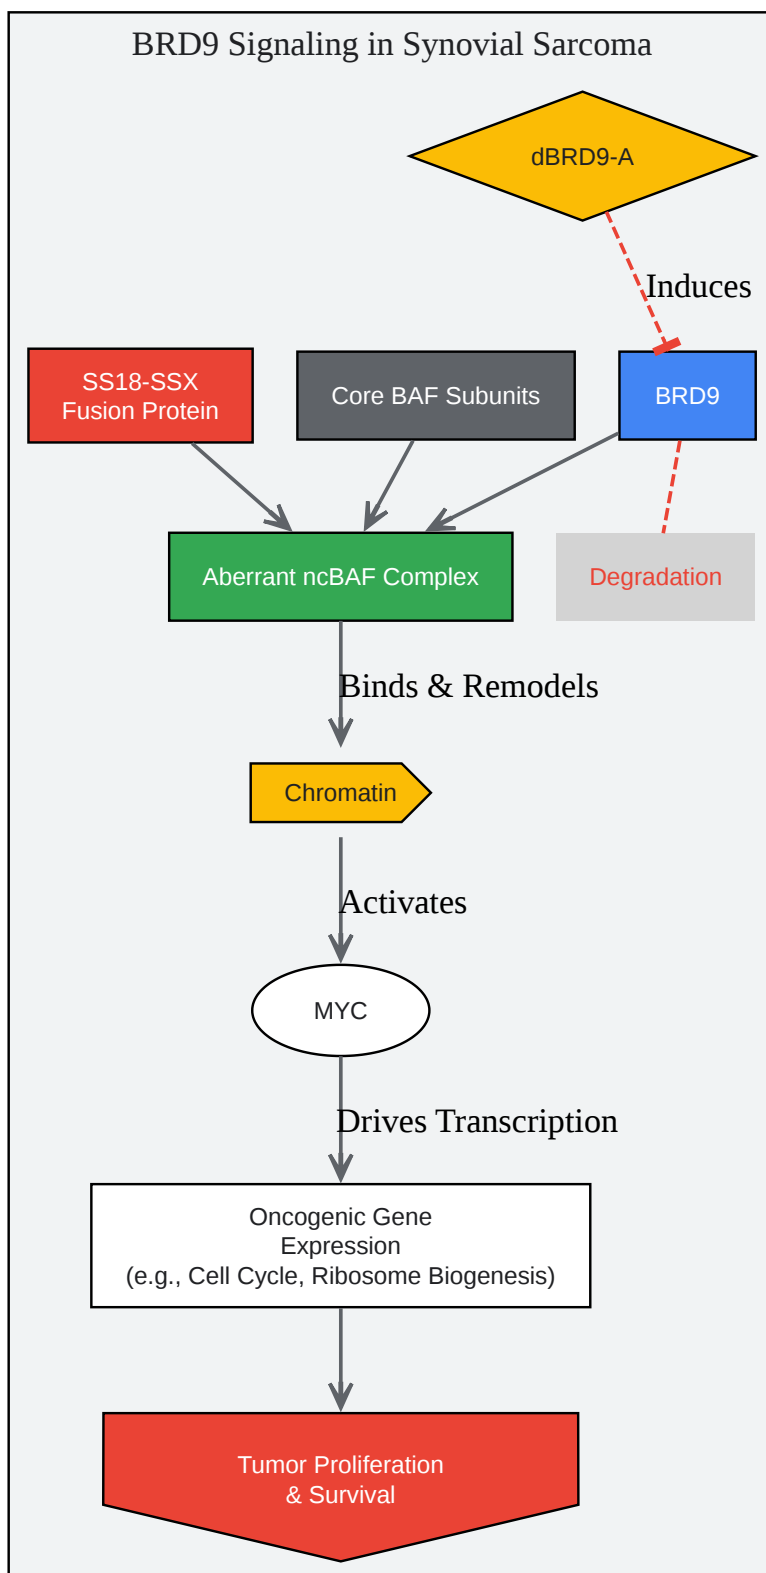 BRD9 Signaling in Synovial Sarcoma
dBRD9-A
Induces
SS18-SSX
Fusion Protein
Core BAF Subunits
BRD9
Aberrant ncBAF Complex
Degradation
Binds & Remodels
Chromatin
Activates
MYC
Drives Transcription
Oncogenic Gene
Expression
(e.g., Cell Cycle, Ribosome Biogenesis)
Tumor Proliferation
& Survival